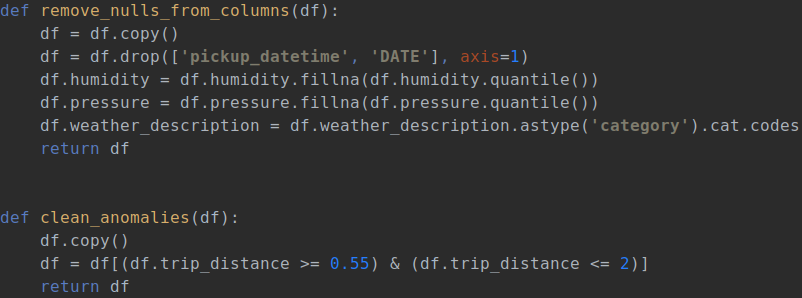 def remove_nulls_from_columns(df):
    df = df.copy()
    df = df.drop(['pickup_datetime', 'DATE'], axis=1)
    df.humidity = df.humidity.fillna(df.humidity.quantile())
    df.pressure = df.pressure.fillna(df.pressure.quantile())
    df.weather_description = df.weather_description.astype('category').cat.codes
    return df
def clean_anomalies(df):
    df.copy()
    df = df[(df.trip_distance >= 0.55) & (df.trip_distance <= 2)]
    return df